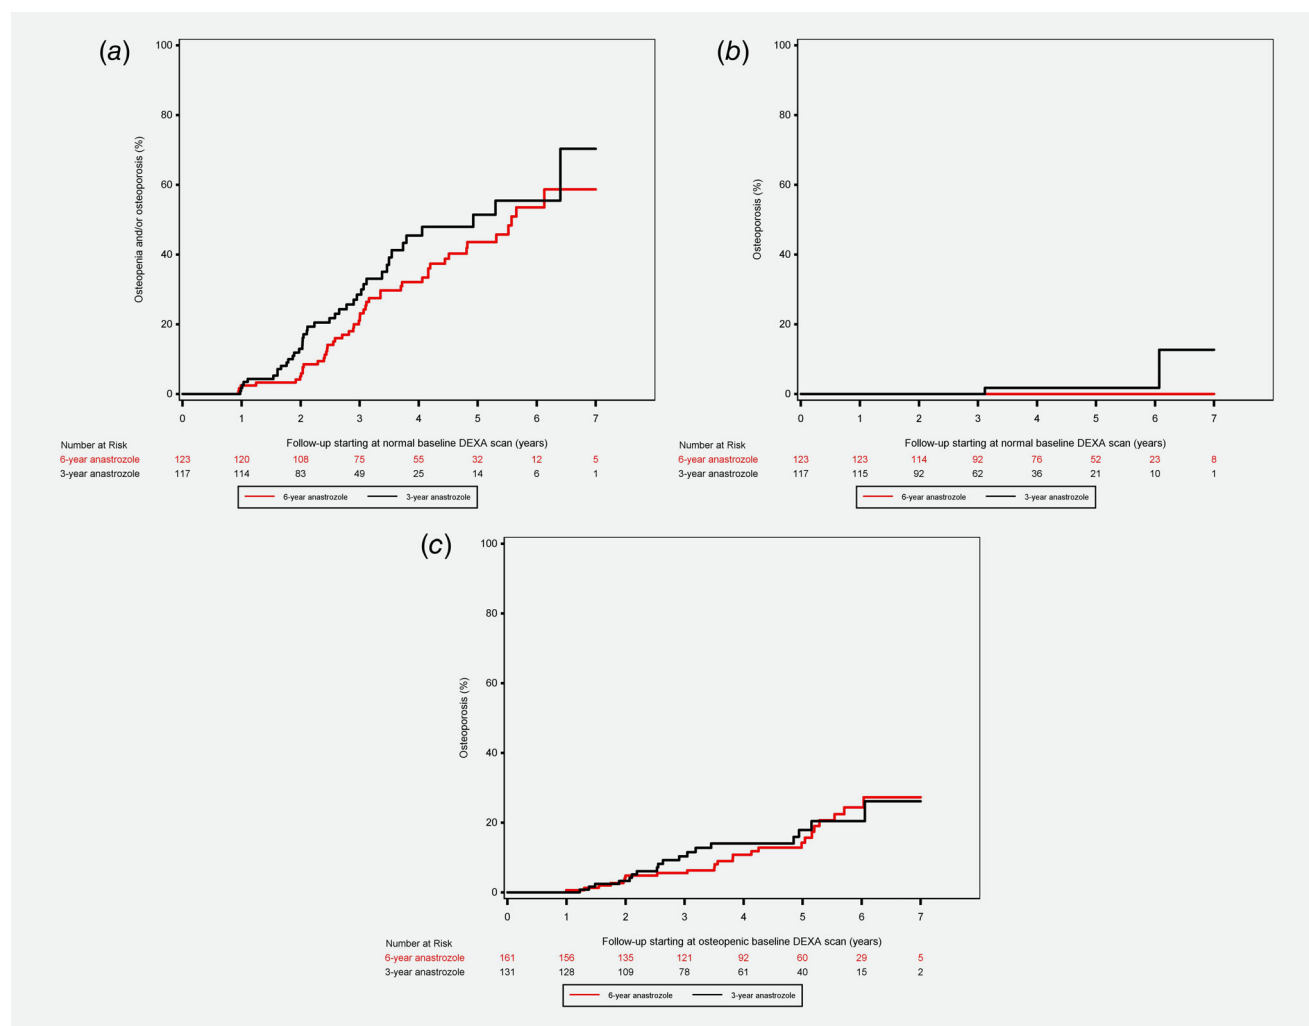 (a)
Osteopenia and/or osteoporosis (%)
100
80
60
40
20
0
0 1 2 3 4 5 6 7
Follow-up starting at normal baseline DEXA scan (years)
Number at Risk
6-year anastrozole 123 120 108 75 55 32 12 5
3-year anastrozole 117 114 83 49 25 14 6 1
6-year anastrozole 3-year anastrozole
(b)
Osteoporosis (%)
100
80
60
40
20
0
0 1 2 3 4 5 6 7
Follow-up starting at normal baseline DEXA scan (years)
Number at Risk
6-year anastrozole 123 123 114 92 76 52 23 8
3-year anastrozole 117 115 92 62 36 21 10 1
6-year anastrozole 3-year anastrozole
(c)
Osteoporosis (%)
100
80
60
40
20
0
0 1 2 3 4 5 6 7
Follow-up starting at osteopenic baseline DEXA scan (years)
Number at Risk
6-year anastrozole 161 156 135 121 92 60 29 5
3-year anastrozole 131 128 109 78 61 40 15 2
6-year anastrozole 3-year anastrozole